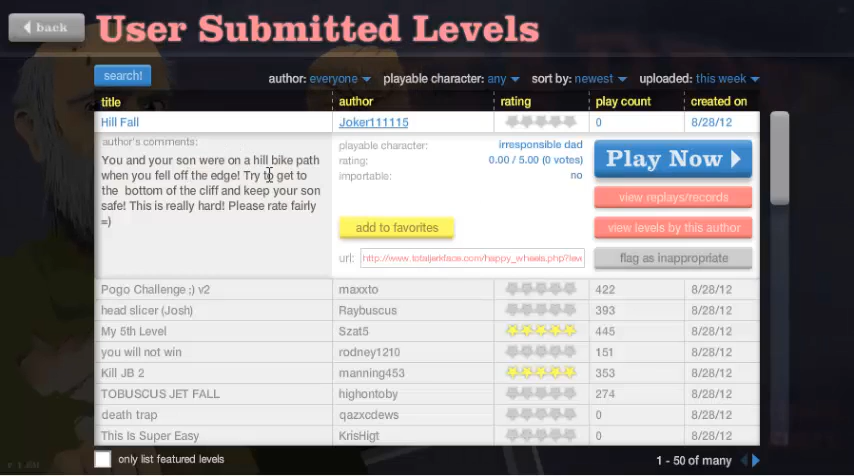 back
User Submitted Levels
search!
author: everyone playable character: any sort by: newest uploaded: this week
title author rating play count created on
Hill Fall Joker111115 0 8/28/12
author's comments:
You and your son were on a hill bike path
when you fell off the edge! Try to get to
the bottom of the cliff and keep your son
safe! This is really hard! Please rate fairly
=)
playable character: irresponsible dad
rating: 0.00 / 5.00 (0 votes)
importable: no
add to favorites
url: http://www.totaljerkface.com/happy_wheels.php?leve
Play Now
view replays/records
view levels by this author
flag as inappropriate
Pogo Challenge ;) v2 maxxto 422 8/28/12
head slicer (Josh) Raybuscus 393 8/28/12
My 5th Level Szat5 445 8/28/12
you will not win rodney1210 151 8/28/12
Kill JB 2 manning453 353 8/28/12
TOBUSCUS JET FALL highontoby 274 8/28/12
death trap qazxcdews 0 8/28/12
This Is Super Easy KrisHigt 0 8/28/12
only list featured levels 1 - 50 of many